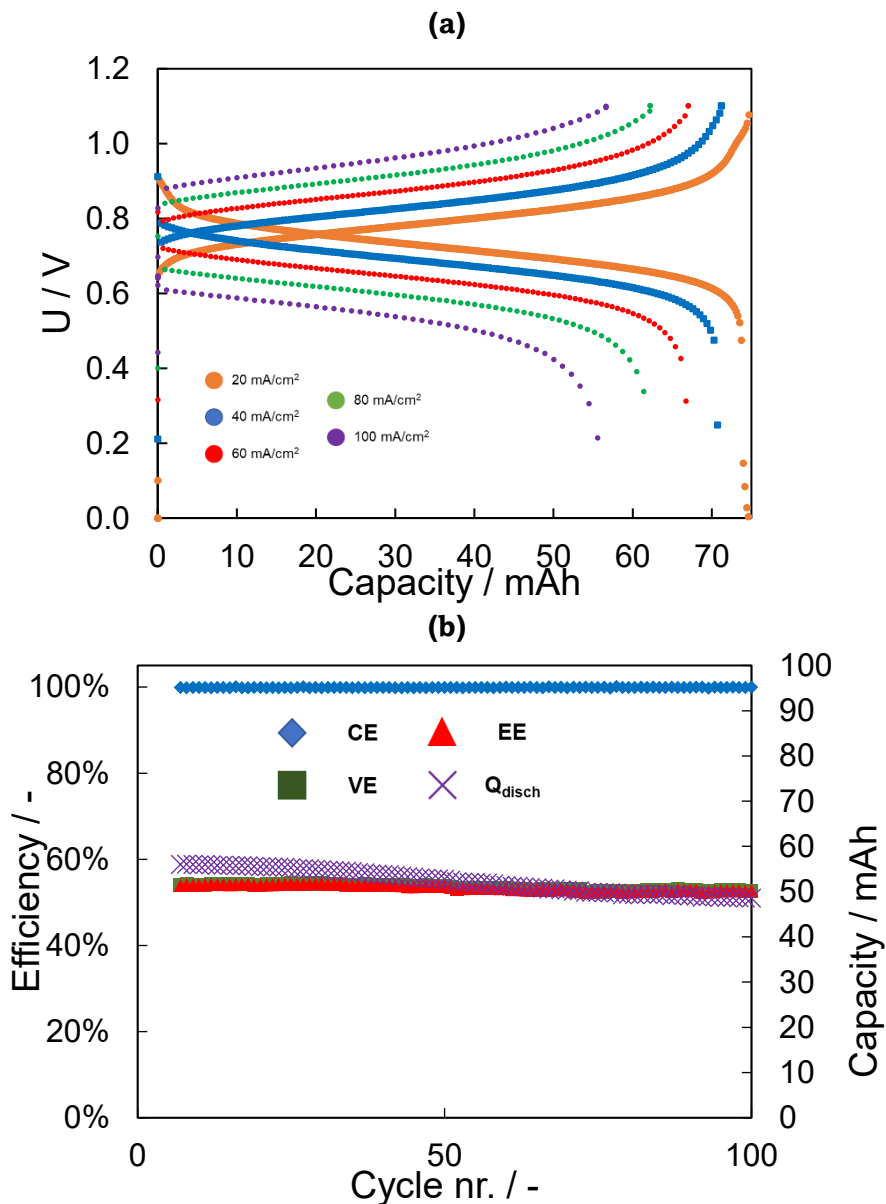 (a)
1.2
1.0
0.8
0.6
0.4
0.2
0.0
U / V
20 mA/cm²
40 mA/cm²
60 mA/cm²
80 mA/cm²
100 mA/cm²
0 10 20 30 40 50 60 70
Capacity / mAh
(b)
100%
80%
60%
40%
20%
0%
Efficiency / -
CE EE
VE Qdisch
100
90
80
70
60
50
40
30
20
10
0
Capacity / mAh
0 50 100
Cycle nr. / -